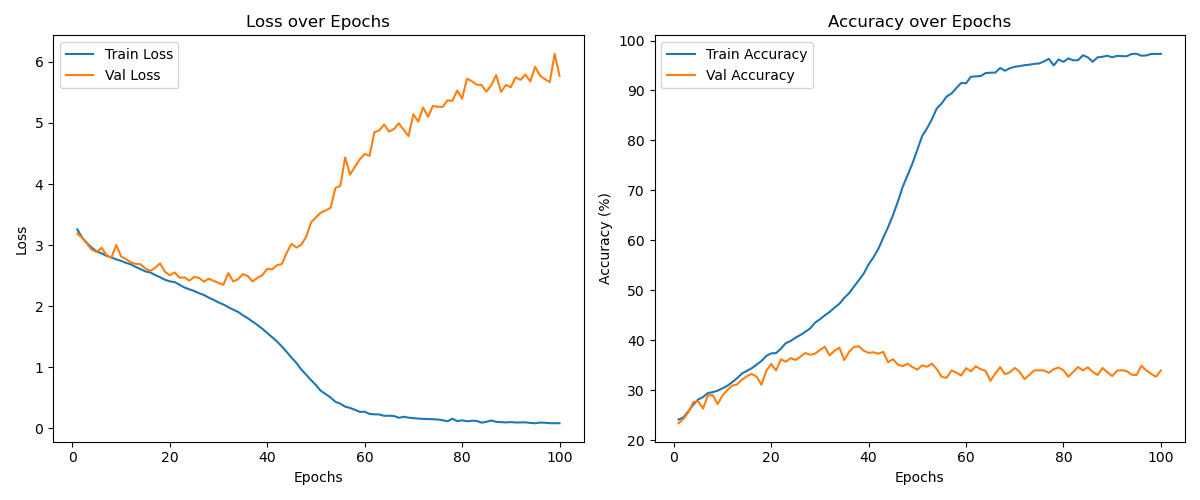 Loss over Epochs
Train Loss
Val Loss
Loss
6
5
4
3
2
1
0
0 20 40 60 80 100
Epochs
Accuracy over Epochs
Train Accuracy
Val Accuracy
Accuracy (%)
100
90
80
70
60
50
40
30
20
0 20 40 60 80 100
Epochs